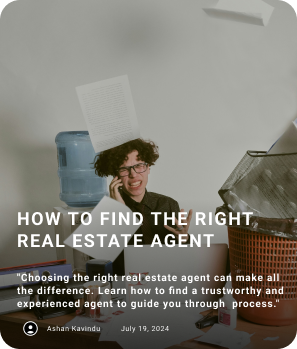 HOW TO FIND THE RIGHT
REAL ESTATE AGENT
"Choosing the right real estate agent can make all
the difference. Learn how to find a trustworthy and
experienced agent to guide you through process."
Ashan Kavindu July 19, 2024